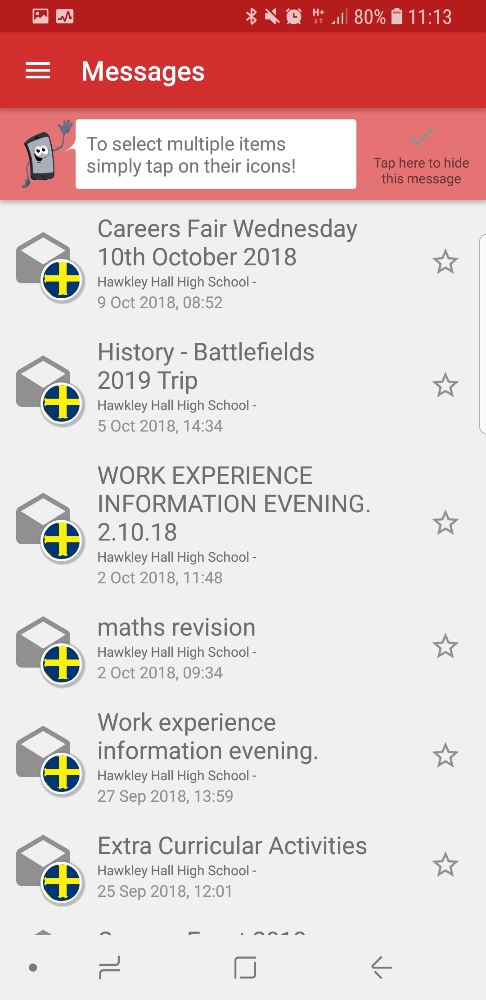 H+ 80% 11:13
Messages
To select multiple items
simply tap on their icons!
Tap here to hide
this message
Careers Fair Wednesday
10th October 2018
Hawkley Hall High School -
9 Oct 2018, 08:52
History - Battlefields
2019 Trip
Hawkley Hall High School -
5 Oct 2018, 14:34
WORK EXPERIENCE
INFORMATION EVENING.
2.10.18
Hawkley Hall High School -
2 Oct 2018, 11:48
maths revision
Hawkley Hall High School -
2 Oct 2018, 09:34
Work experience
information evening.
Hawkley Hall High School -
27 Sep 2018, 13:59
Extra Curricular Activities
Hawkley Hall High School -
25 Sep 2018, 12:01